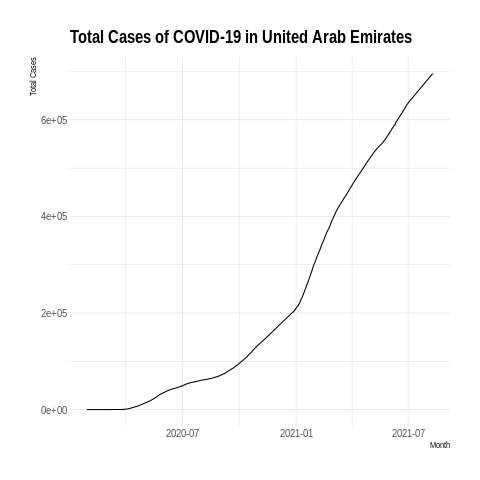 Total Cases of COVID-19 in United Arab Emirates
Total Cases
6e+05
4e+05
2e+05
0e+00
2020-07
2021-01
2021-07
Month